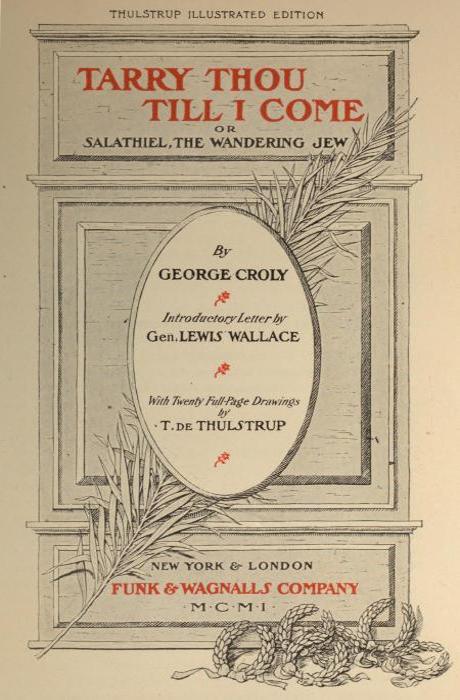 THULSTRUP ILLUSTRATED EDITION
TARRY THOU
TILL I COME
OR
SALATHIEL, THE WANDERING JEW
By
GEORGE CROLY
Introductory Letter by
Gen. LEWIS WALLACE
With Twenty Full-Page Drawings
by
·T. DE THULSTRUP
NEW YORK & LONDON
FUNK & WAGNALLS COMPANY
·M·C·M·I·